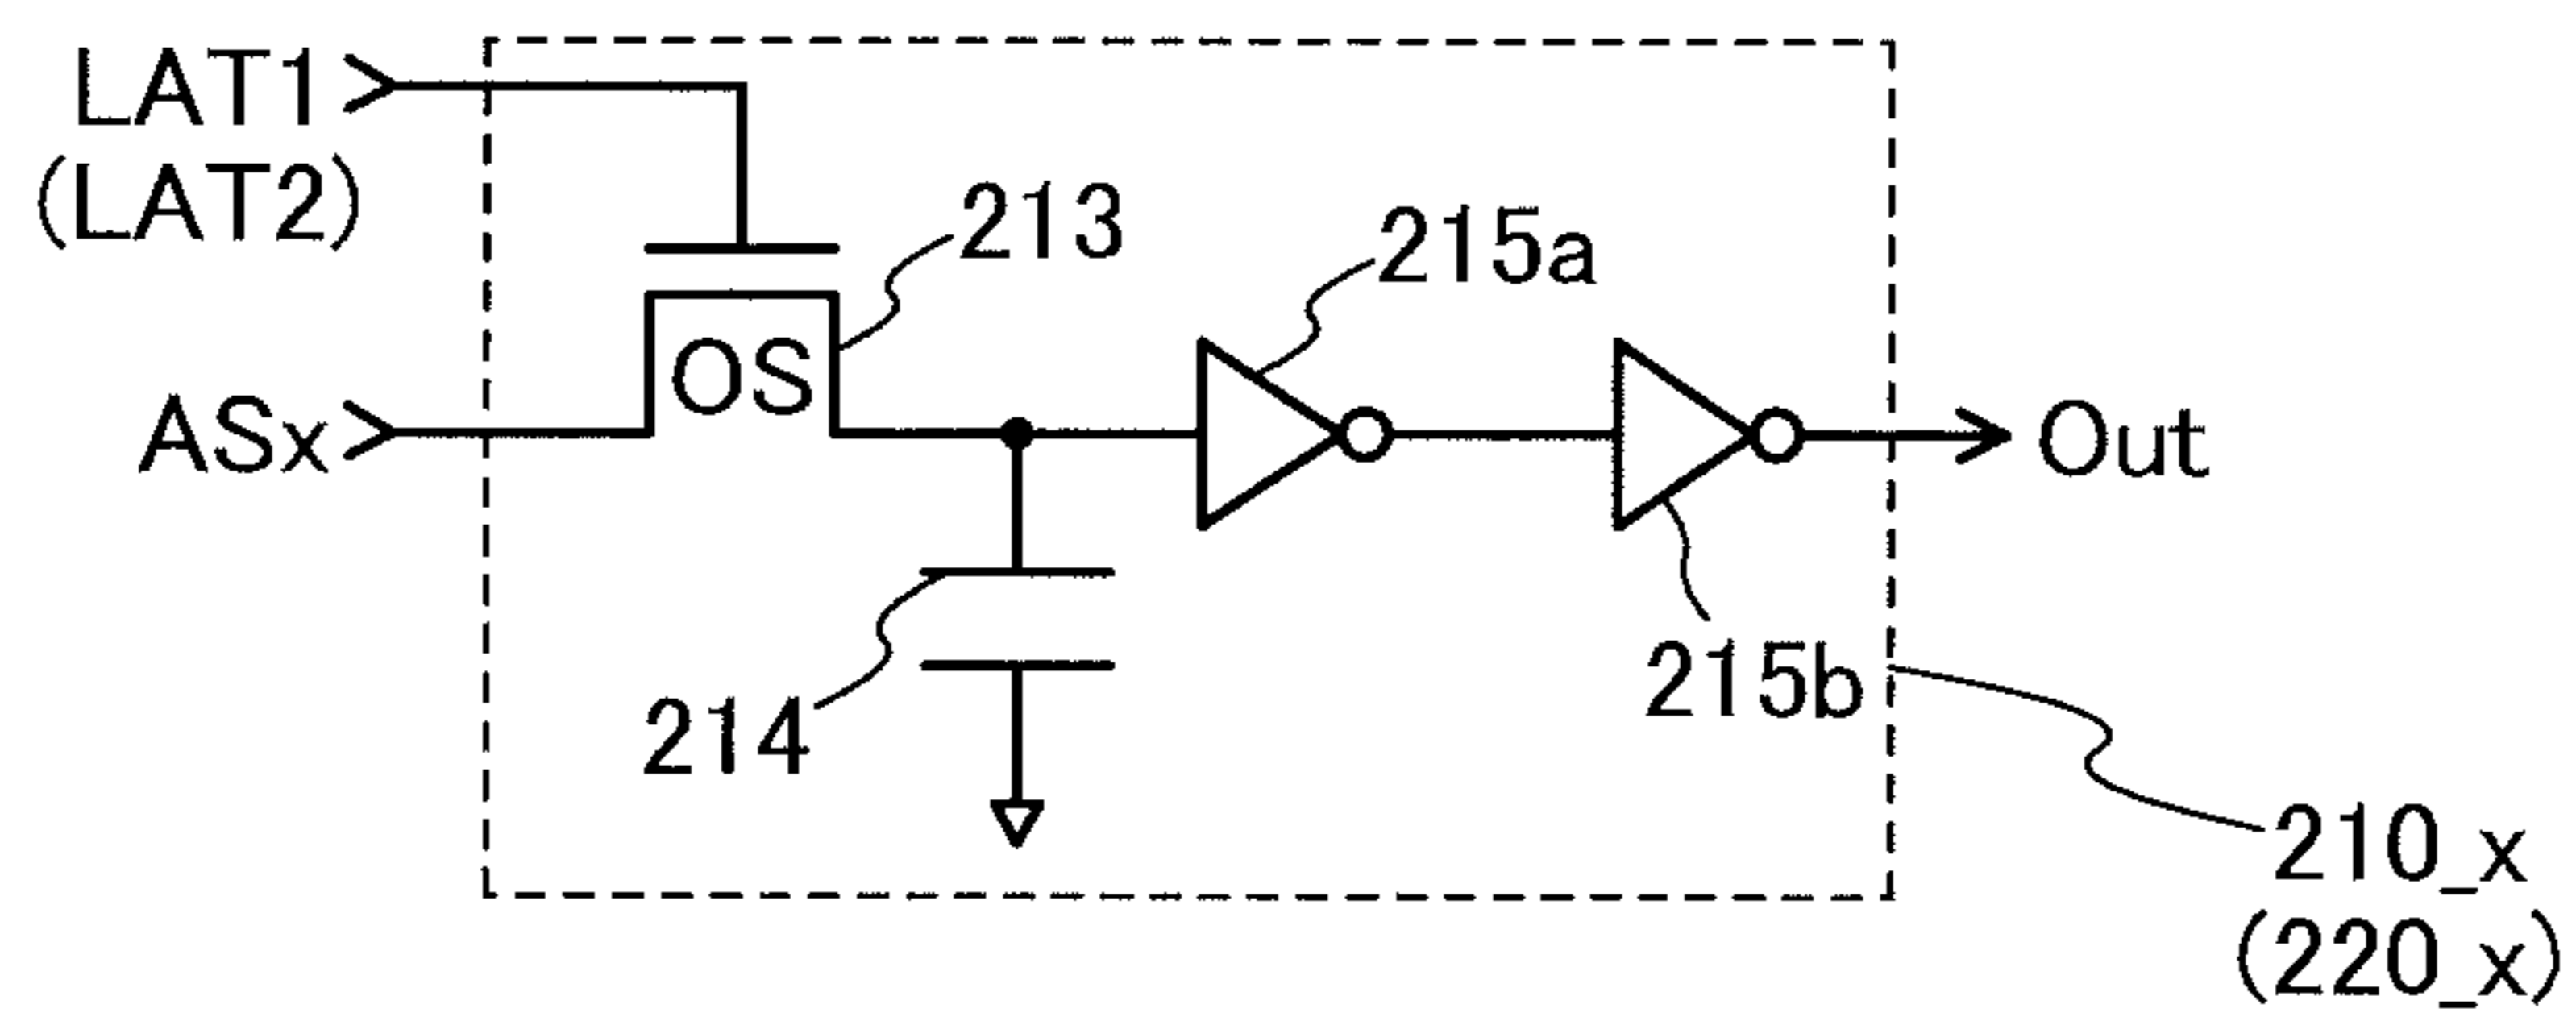 LAT1
(LAT2)
213
215a
OS
ASx
Out
214
215b
210_x
(220_x)